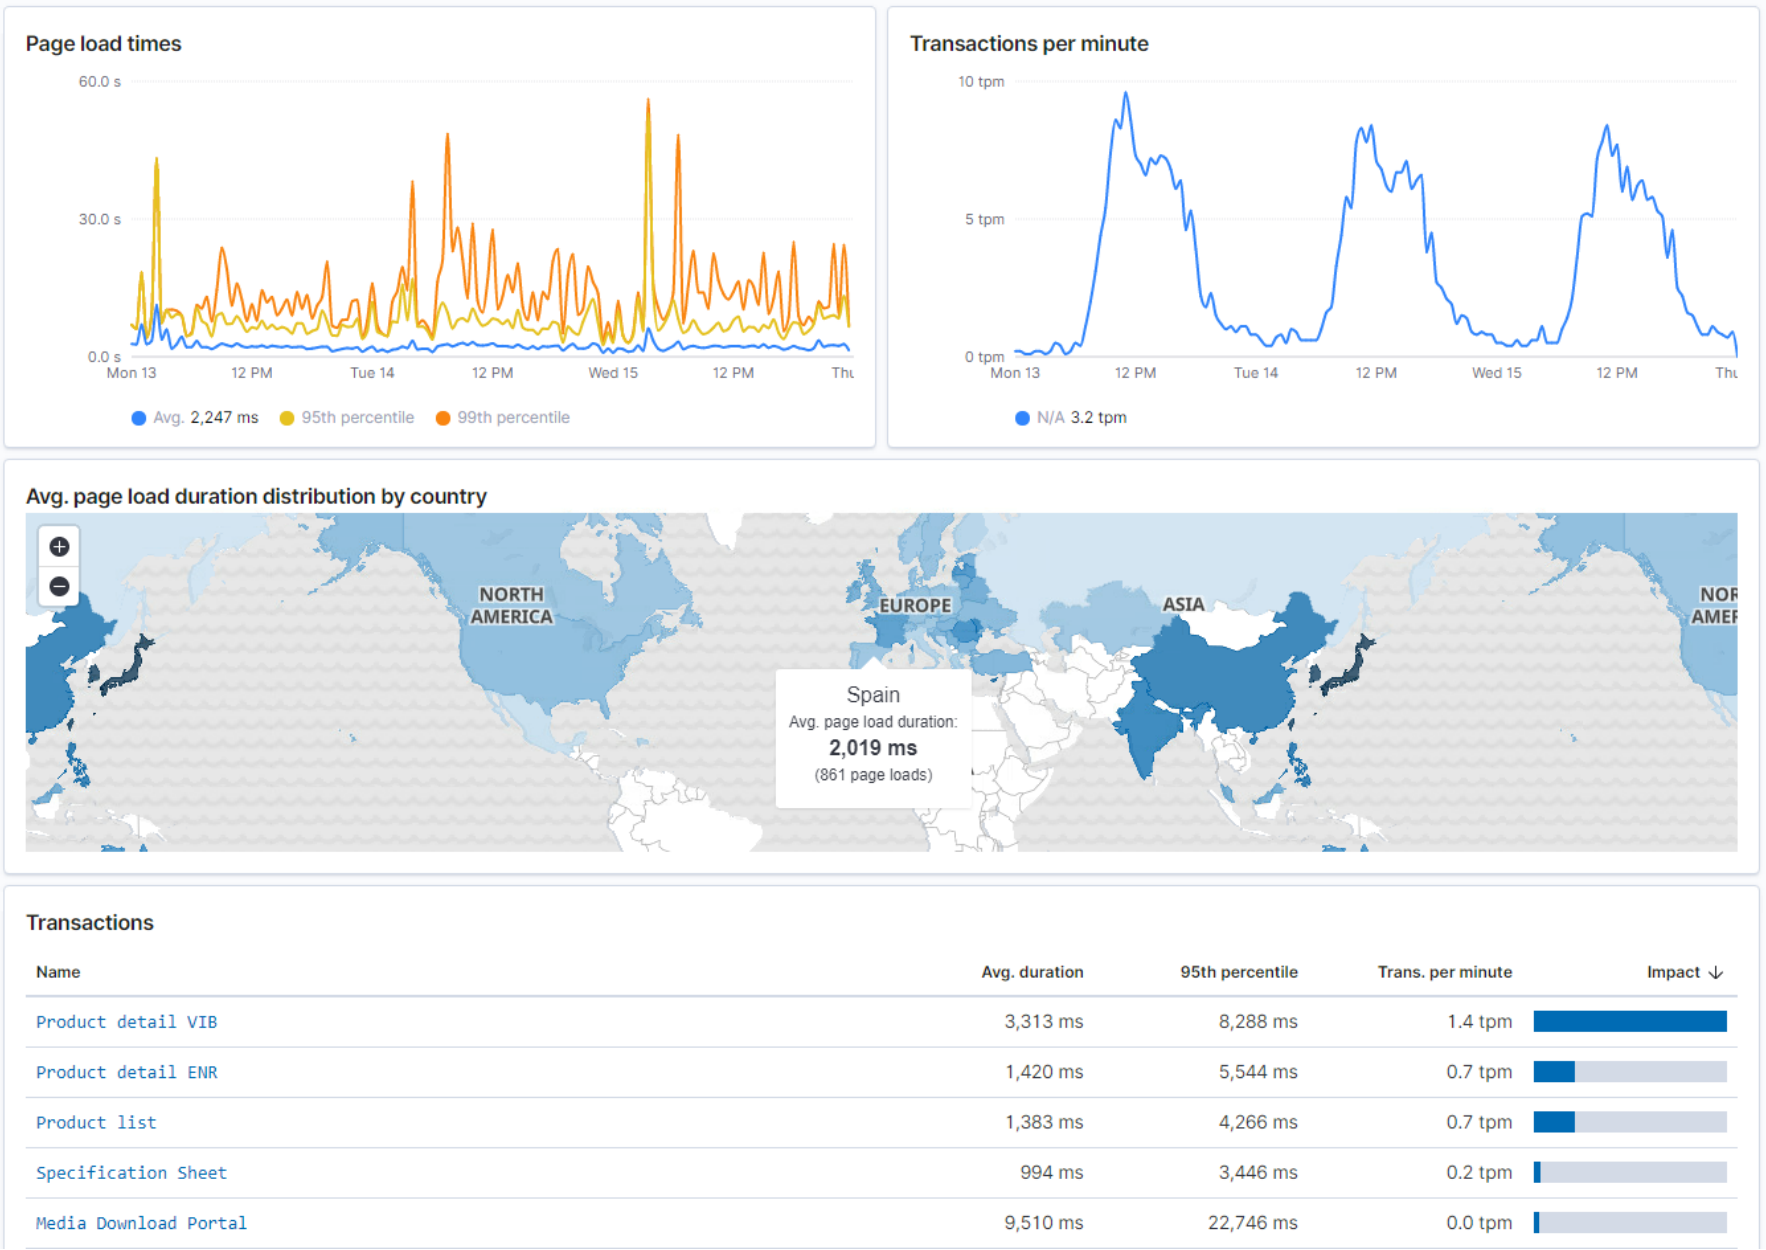 Page load times
60.0 s
30.0 s
0.0 s
Mon 13 12 PM Tue 14 12 PM Wed 15 12 PM Thu
Avg. 2,247 ms 95th percentile 99th percentile
Transactions per minute
10 tpm
5 tpm
0 tpm
Mon 13 12 PM Tue 14 12 PM Wed 15 12 PM Thu
N/A 3.2 tpm
Avg. page load duration distribution by country
NORTH
AMERICA
EUROPE
ASIA
NOR
AMER
Spain
Avg. page load duration:
2,019 ms
(861 page loads)
Transactions
Name Avg. duration 95th percentile Trans. per minute Impact ↓
Product detail VIB 3,313 ms 8,288 ms 1.4 tpm
Product detail ENR 1,420 ms 5,544 ms 0.7 tpm
Product list 1,383 ms 4,266 ms 0.7 tpm
Specification Sheet 994 ms 3,446 ms 0.2 tpm
Media Download Portal 9,510 ms 22,746 ms 0.0 tpm